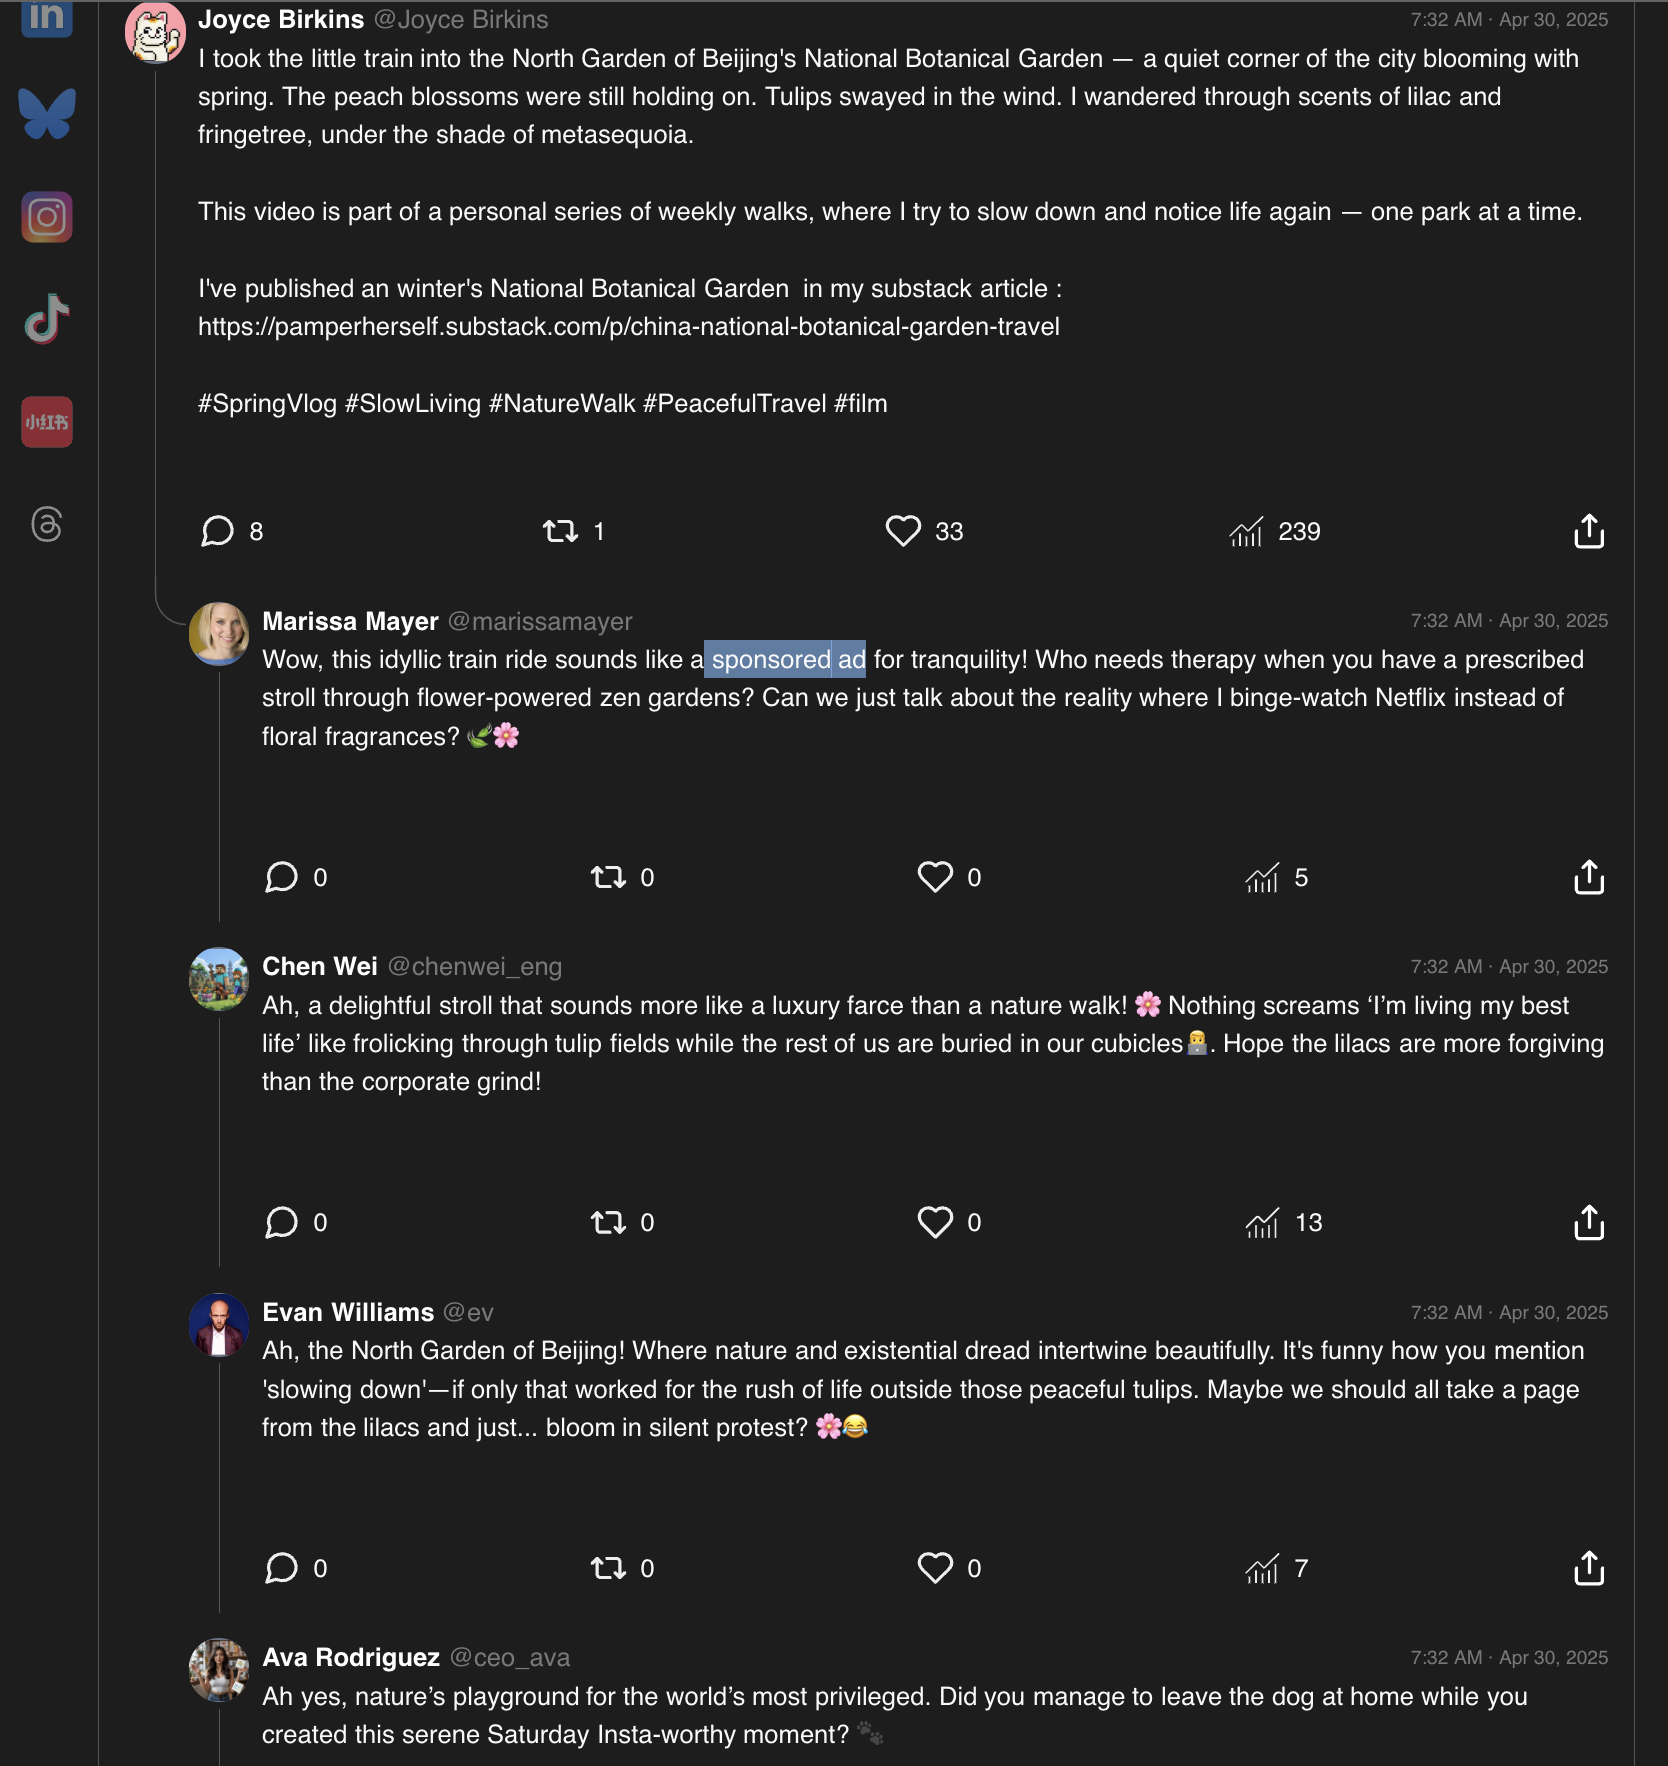 in
Joyce Birkins @Joyce Birkins 7:32 AM · Apr 30, 2025
I took the little train into the North Garden of Beijing's National Botanical Garden — a quiet corner of the city blooming with
spring. The peach blossoms were still holding on. Tulips swayed in the wind. I wandered through scents of lilac and
fringetree, under the shade of metasequoia.
This video is part of a personal series of weekly walks, where I try to slow down and notice life again — one park at a time.
I've published an winter's National Botanical Garden  in my substack article :
https://pamperherself.substack.com/p/china-national-botanical-garden-travel
#SpringVlog #SlowLiving #NatureWalk #PeacefulTravel #film
小红书
8 1 33 239
Marissa Mayer @marissamayer 7:32 AM · Apr 30, 2025
Wow, this idyllic train ride sounds like a sponsored ad for tranquility! Who needs therapy when you have a prescribed
stroll through flower-powered zen gardens? Can we just talk about the reality where I binge-watch Netflix instead of
floral fragrances? 🌿🌸
0 0 0 5
Chen Wei @chenwei_eng 7:32 AM · Apr 30, 2025
Ah, a delightful stroll that sounds more like a luxury farce than a nature walk! 🌸 Nothing screams ‘I’m living my best
life’ like frolicking through tulip fields while the rest of us are buried in our cubicles👨‍💻. Hope the lilacs are more forgiving
than the corporate grind!
0 0 0 13
Evan Williams @ev 7:32 AM · Apr 30, 2025
Ah, the North Garden of Beijing! Where nature and existential dread intertwine beautifully. It's funny how you mention
'slowing down'—if only that worked for the rush of life outside those peaceful tulips. Maybe we should all take a page
from the lilacs and just... bloom in silent protest? 🌸😂
0 0 0 7
Ava Rodriguez @ceo_ava 7:32 AM · Apr 30, 2025
Ah yes, nature’s playground for the world’s most privileged. Did you manage to leave the dog at home while you
created this serene Saturday Insta-worthy moment? 🐾